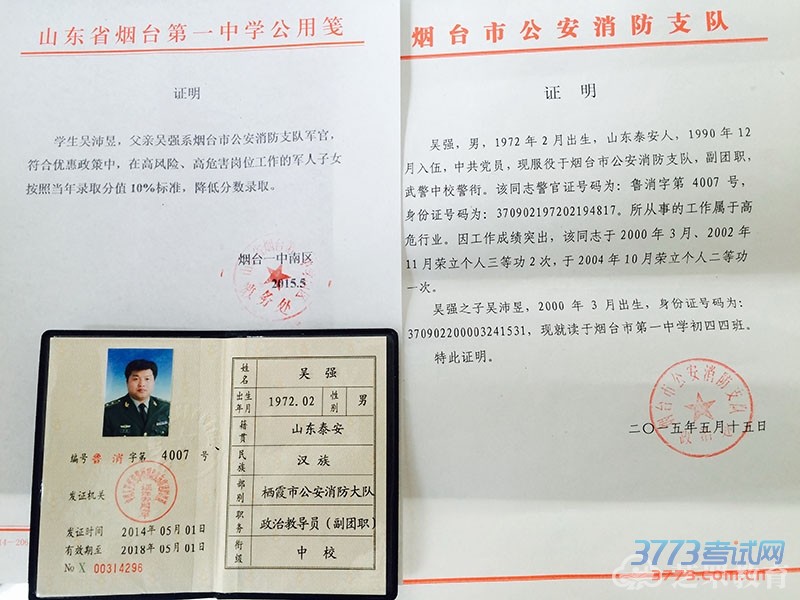 山东省烟台第一中学公用笺
证明
学生吴沛昱，父亲吴强系烟台市公安消防支队军官，
符合优惠政策中，在高风险、高危害岗位工作的军人子女
按照当年录取分值10%标准，降低分数录取。
烟台一中南区
2015.5
政务处
烟台市公安消防支队
证 明
吴强，男，1972年2月出生，山东泰安人，1990年12
月入伍，中共党员，现服役于烟台市公安消防支队，副团职，
武警中校警衔。该同志警官证号码为：鲁消字第 4007 号，
身份证号码为：370902197202194817。所从事的工作属于高
危行业。因工作成绩突出，该同志于2000年3月、2002年
11月荣立个人三等功2次，于2004年10月荣立个人二等功
一次。
吴强之子吴沛昱，2000年3月出生，身份证号码为：
370902200003241531，现就读于烟台市第一中学初四四班。
特此证明。
烟台市公安消防支队
政治处
二〇一五年五月十五日
编号 鲁 消 字第 4007 号
发证机关
发证时间 2014年05月01日
有效期至 2018年05月01日
No X 00314296
姓名 吴 强
出生年月 1972.02 性别 男
籍贯 山东泰安
民族 汉 族
部别 栖霞市公安消防大队
职务 政治教导员（副团职）
衔级 中 校
3773考试网